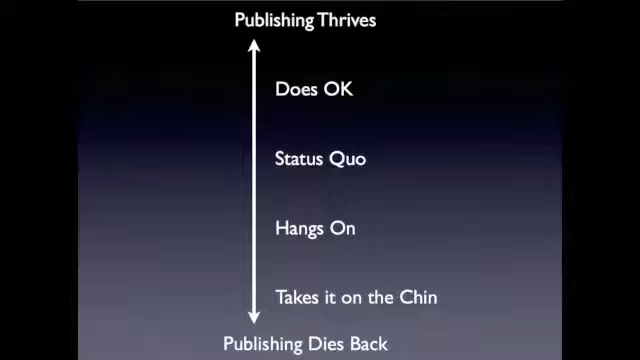 Publishing Thrives
Does OK
Status Quo
Hangs On
Takes it on the Chin
Publishing Dies Back